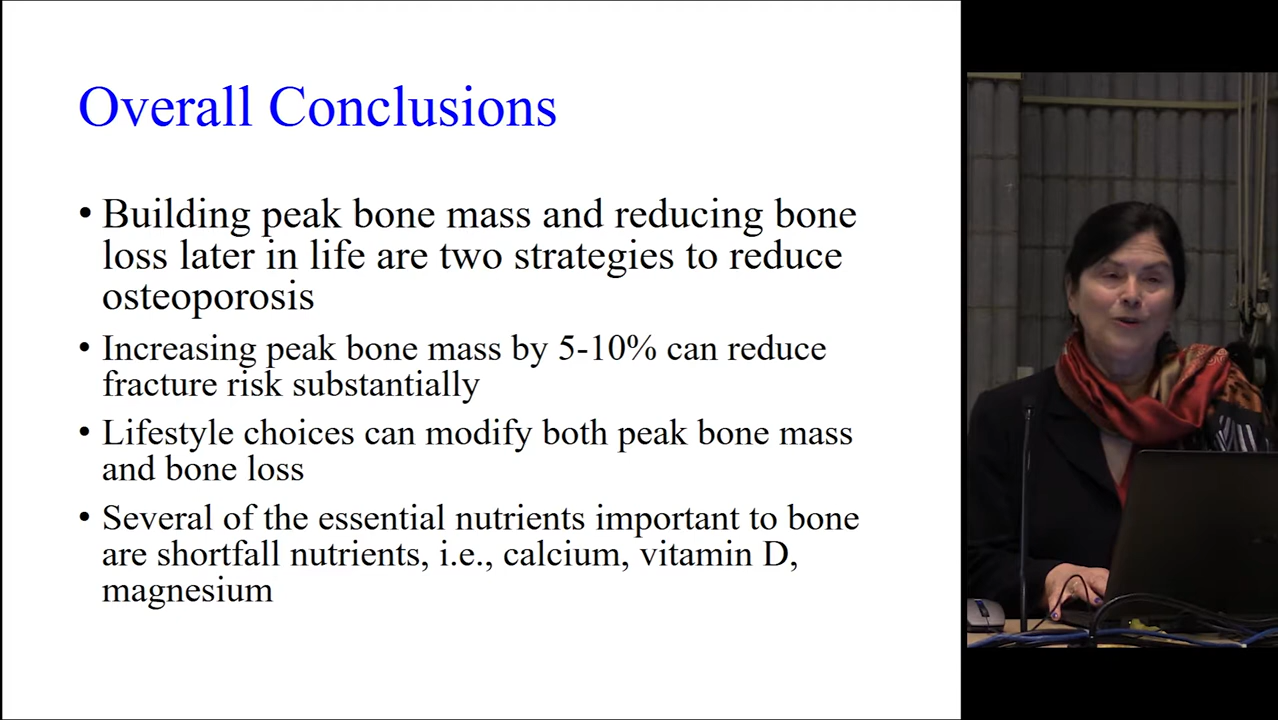 Overall Conclusions
• Building peak bone mass and reducing bone
loss later in life are two strategies to reduce
osteoporosis
• Increasing peak bone mass by 5-10% can reduce
fracture risk substantially
• Lifestyle choices can modify both peak bone mass
and bone loss
• Several of the essential nutrients important to bone
are shortfall nutrients, i.e., calcium, vitamin D,
magnesium